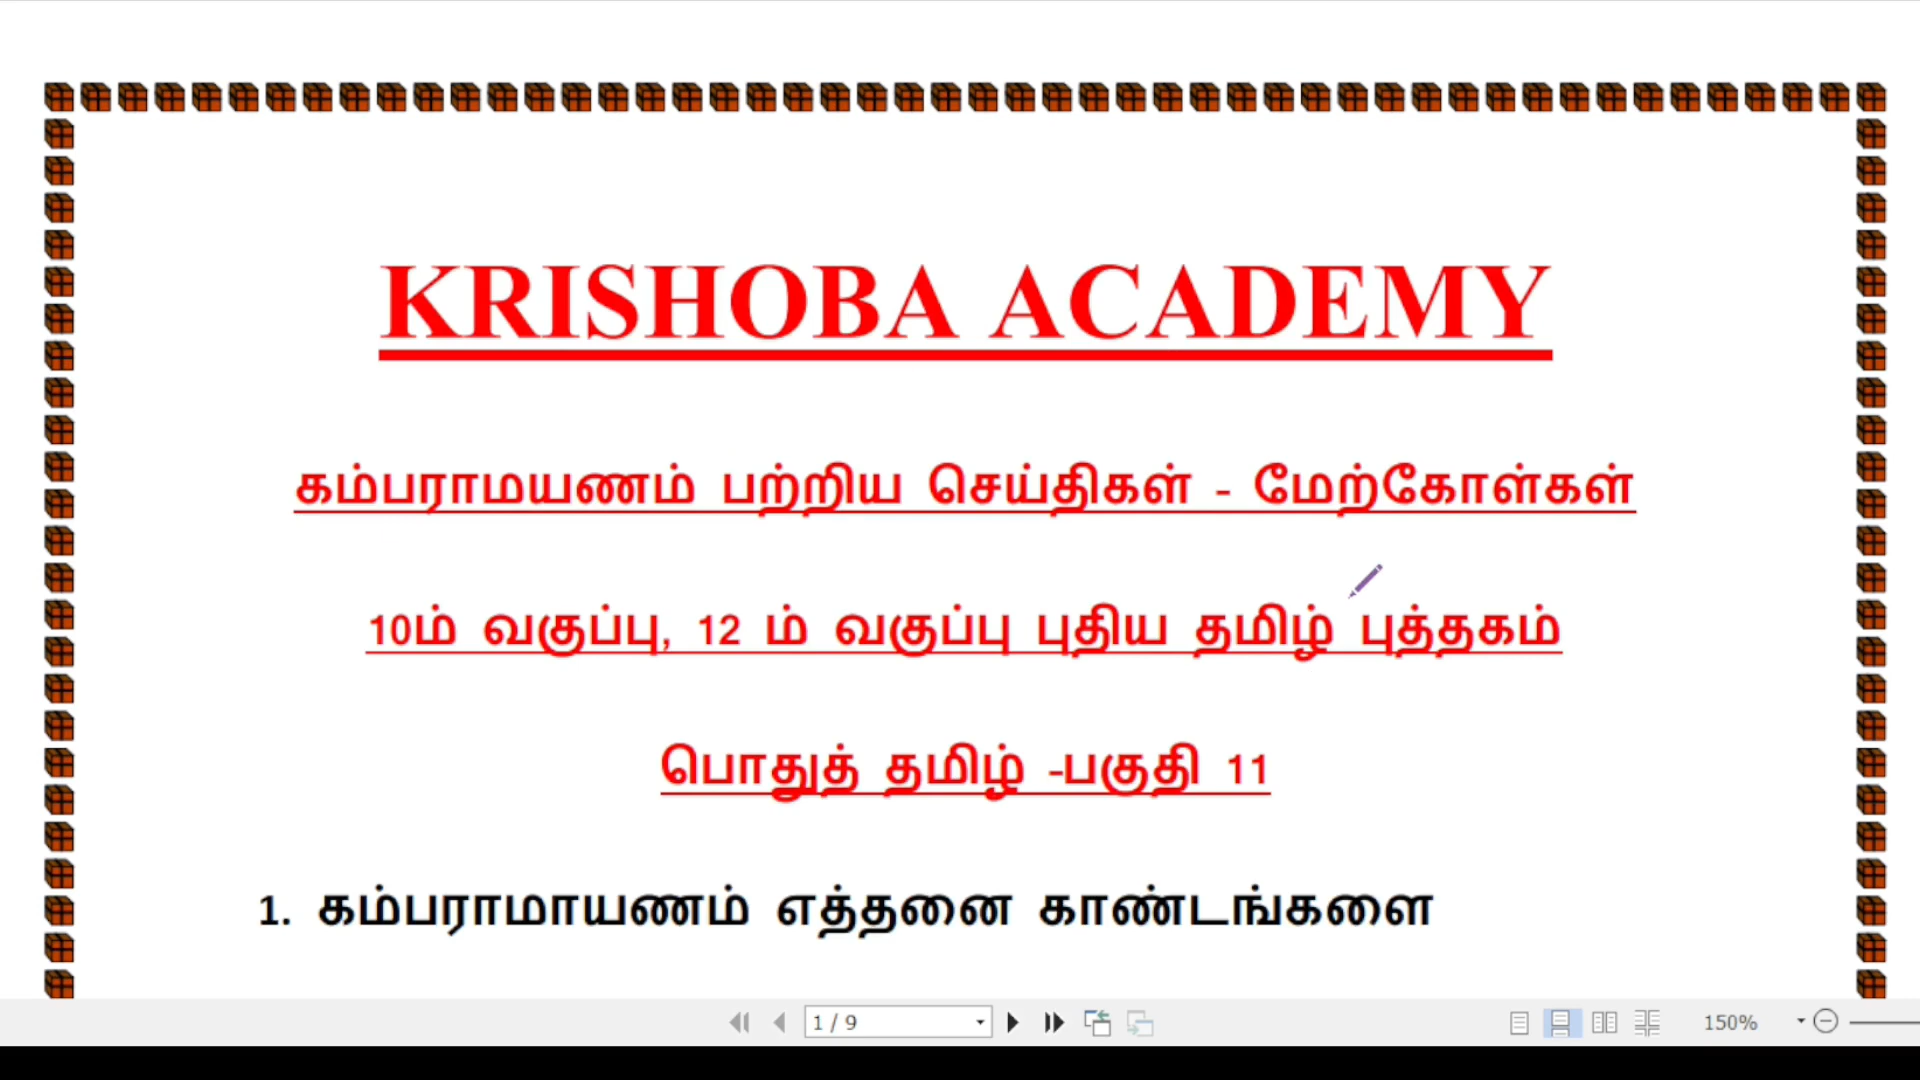 KRISHOBA ACADEMY
கம்பராமயணம் பற்றிய செய்திகள் - மேற்கோள்கள்
10ம் வகுப்பு, 12 ம் வகுப்பு புதிய தமிழ் புத்தகம்
பொதுத் தமிழ் -பகுதி 11
1. கம்பராமாயணம் எத்தனை காண்டங்களை
1 / 9
150%